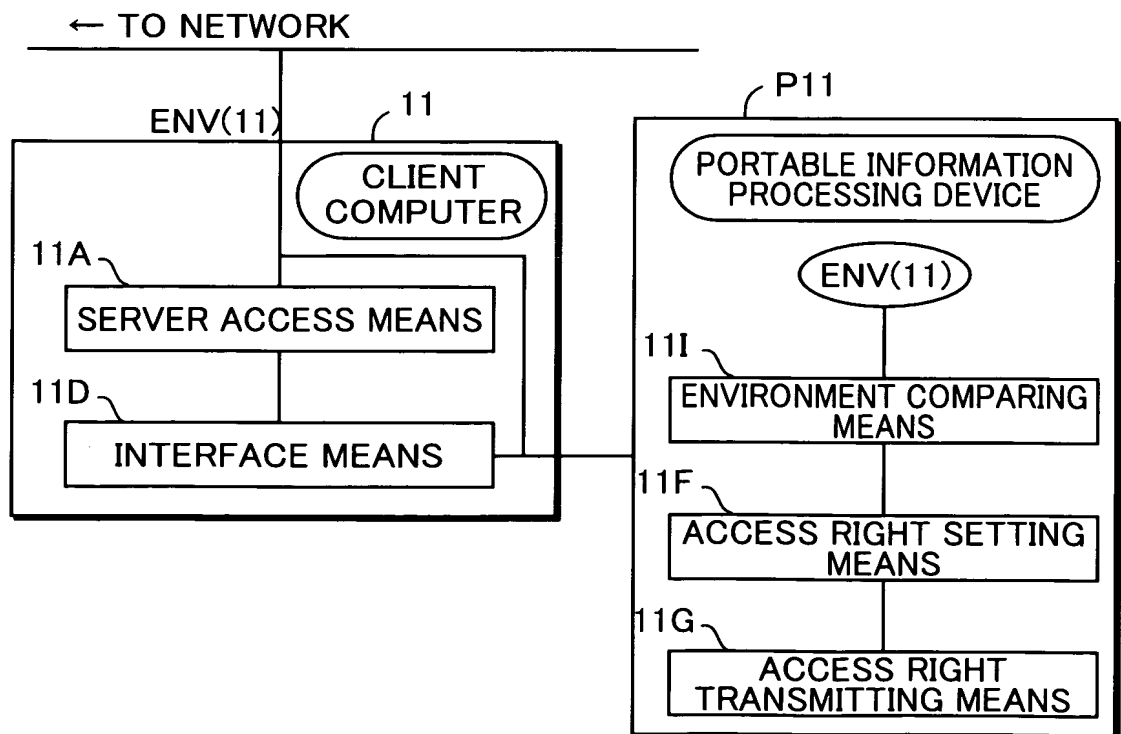 ← TO NETWORK
ENV(11)
11
CLIENT
COMPUTER
11A
SERVER ACCESS MEANS
11D
INTERFACE MEANS
P11
PORTABLE INFORMATION
PROCESSING DEVICE
ENV(11)
11I
ENVIRONMENT COMPARING
MEANS
11F
ACCESS RIGHT SETTING
MEANS
11G
ACCESS RIGHT
TRANSMITTING MEANS